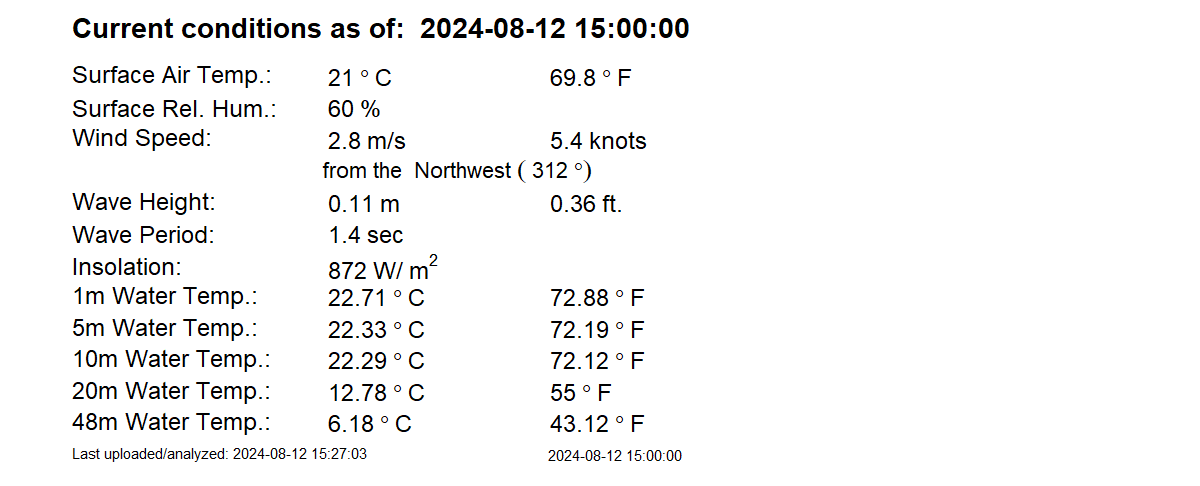 Current conditions as of:  2024-08-12 15:00:00
Surface Air Temp.: 21 ° C 69.8 ° F
Surface Rel. Hum.: 60 %
Wind Speed: 2.8 m/s 5.4 knots
from the  Northwest ( 312 °)
Wave Height: 0.11 m 0.36 ft.
Wave Period: 1.4 sec
Insolation: 872 W/ m²
1m Water Temp.: 22.71 ° C 72.88 ° F
5m Water Temp.: 22.33 ° C 72.19 ° F
10m Water Temp.: 22.29 ° C 72.12 ° F
20m Water Temp.: 12.78 ° C 55 ° F
48m Water Temp.: 6.18 ° C 43.12 ° F
Last uploaded/analyzed: 2024-08-12 15:27:03 2024-08-12 15:00:00